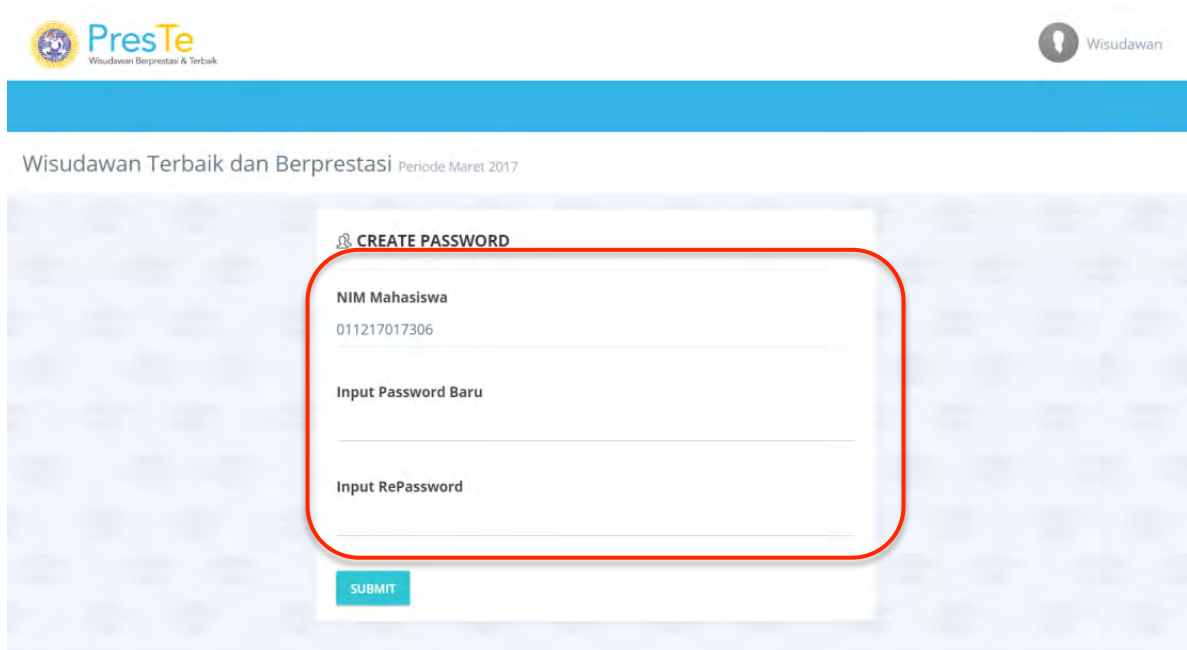 PresTe
Wisudawan Berprestasi & Terbaik
Wisudawan
Wisudawan Terbaik dan Berprestasi Periode Maret 2017
CREATE PASSWORD
NIM Mahasiswa
011217017306
Input Password Baru
Input RePassword
SUBMIT